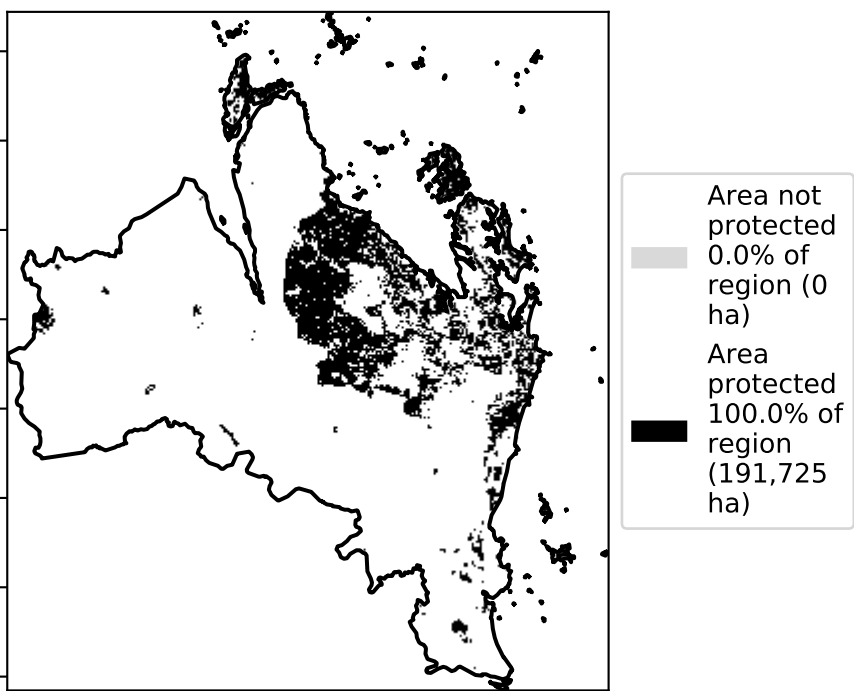 Area not
protected
0.0% of
region (0
ha)
Area
protected
100.0% of
region
(191,725
ha)